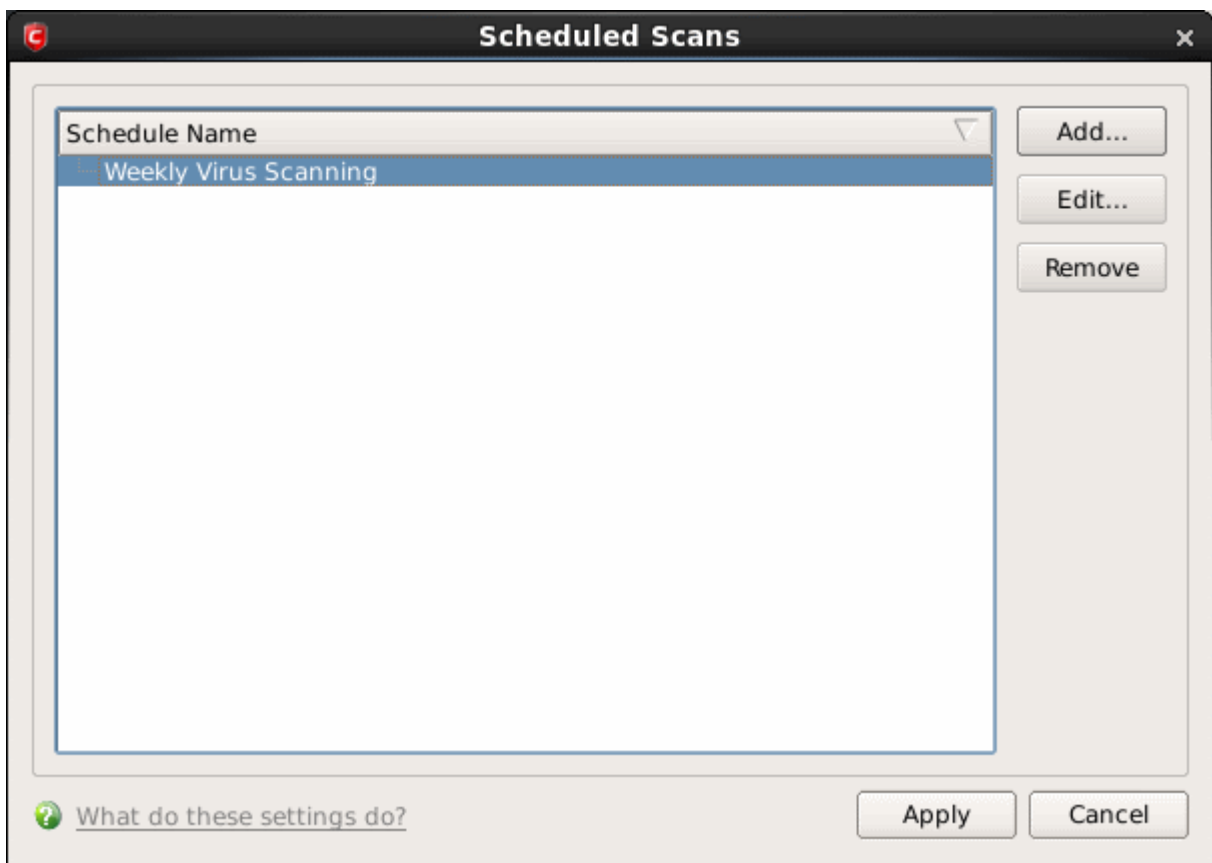 Scheduled Scans
Schedule Name
Weekly Virus Scanning
Add...
Edit...
Remove
What do these settings do?
Apply
Cancel